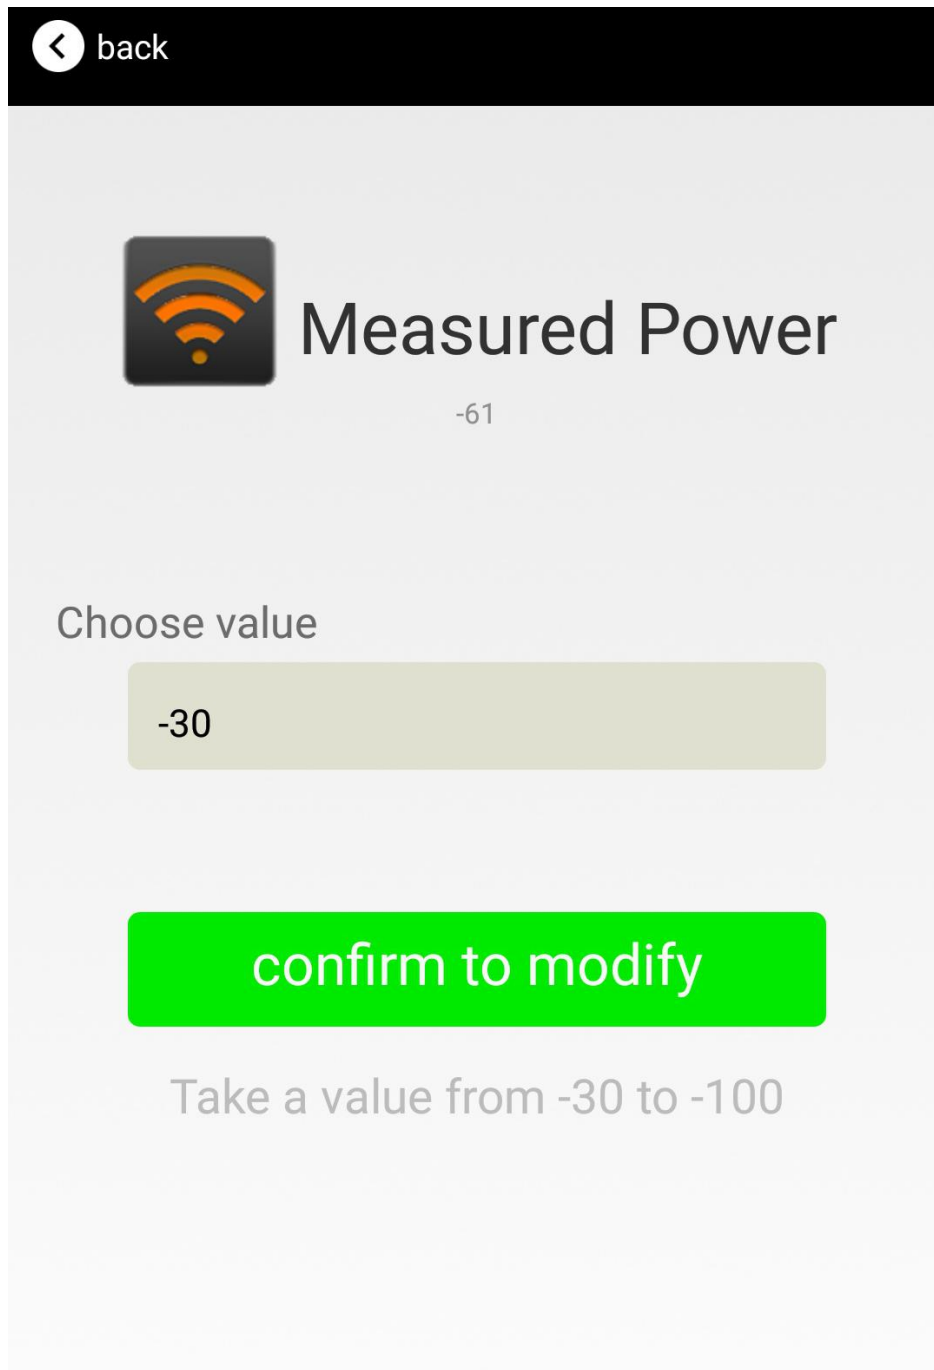 back
Measured Power
-61
Choose value
-30
confirm to modify
Take a value from -30 to -100